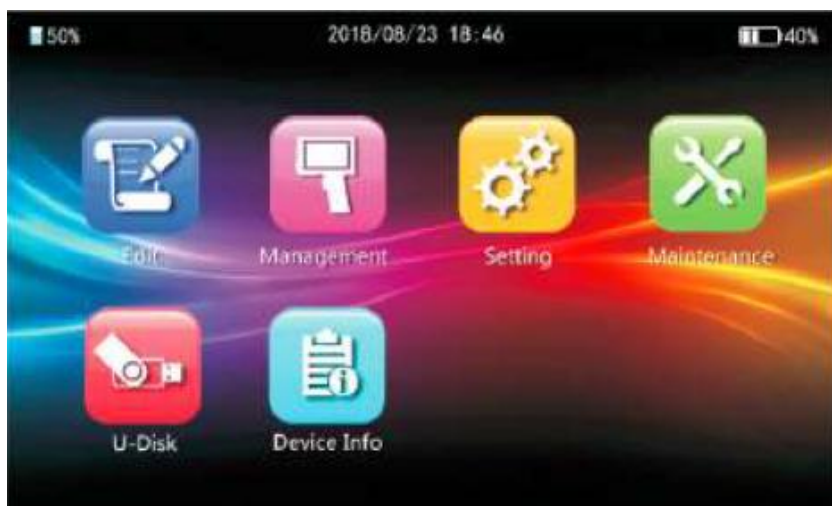 50%
2018/08/23 18:46
40%
Edit
Management
Setting
Maintenance
U-Disk
Device Info